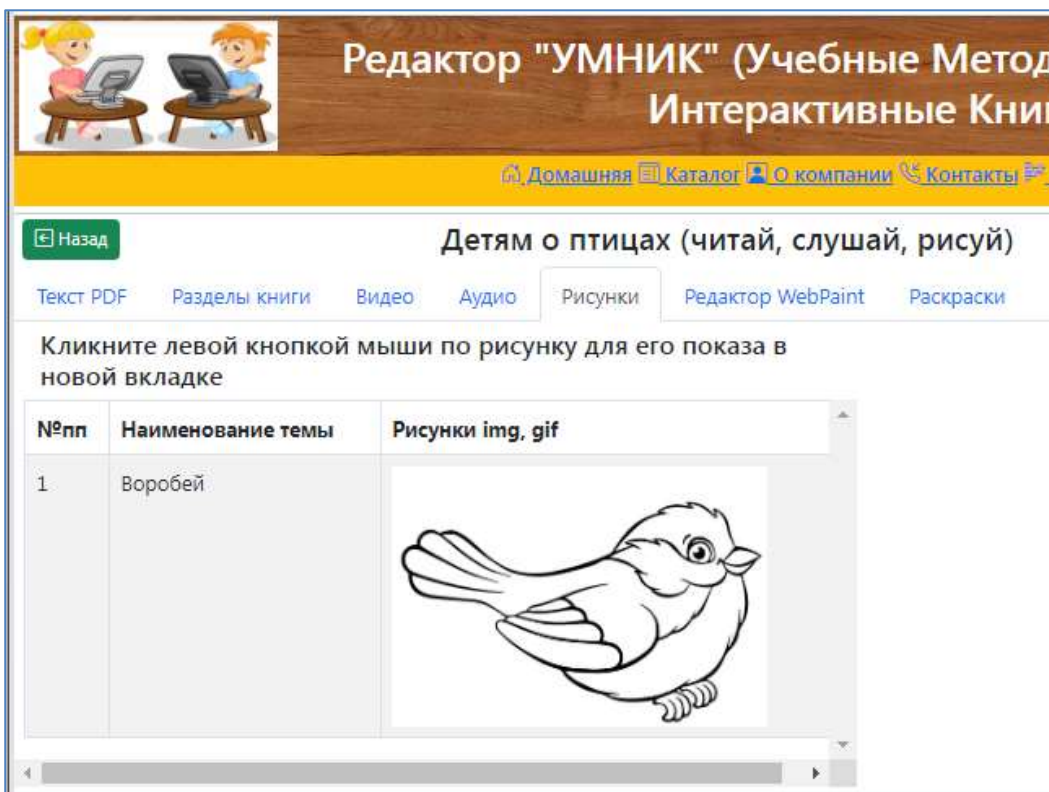 Редактор "УМНИК" (Учебные
Интерактивные
Домашняя Каталог О компании Контакты
Назад
Детям о птицах (читай, слушай, рисуй)
Текст PDF Разделы книги Видео Аудио Рисунки Редактор WebPaint Раскраски
Кликните левой кнопкой мыши по рисунку для его показа в
новой вкладке
№пп Наименование темы Рисунки img, gif
1 Воробей